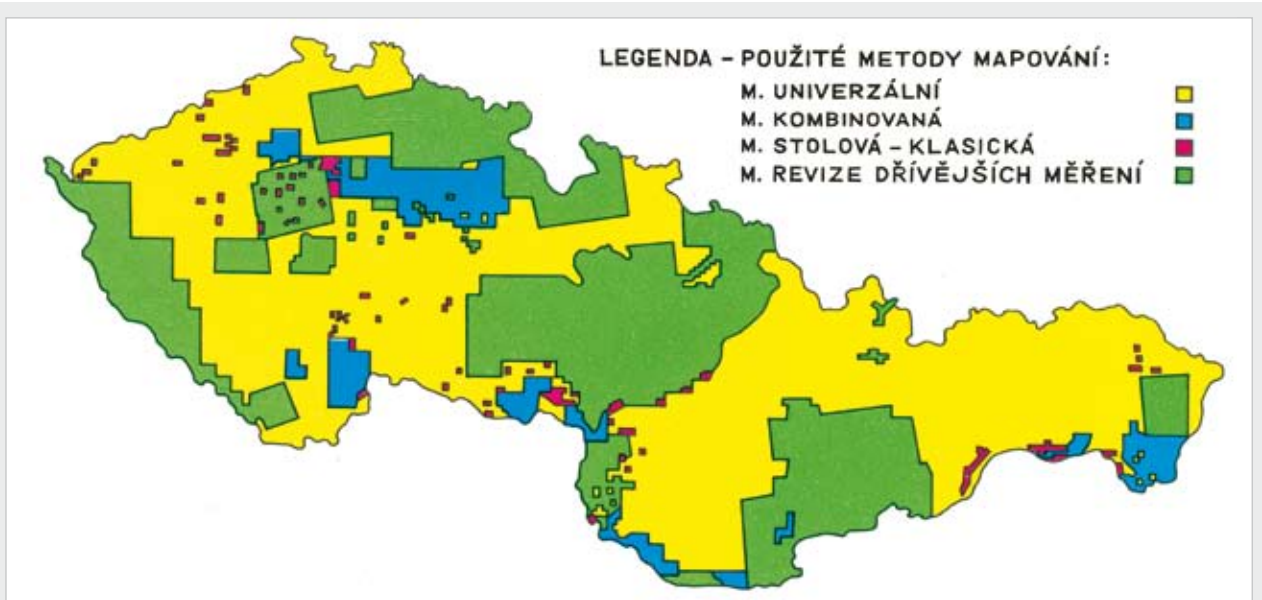 LEGENDA - POUŽITÉ METODY MAPOVÁNÍ:
M. UNIVERZÁLNÍ
M. KOMBINOVANÁ
M. STOLOVÁ - KLASICKÁ
M. REVIZE DŘÍVĚJŠÍCH MĚŘENÍ